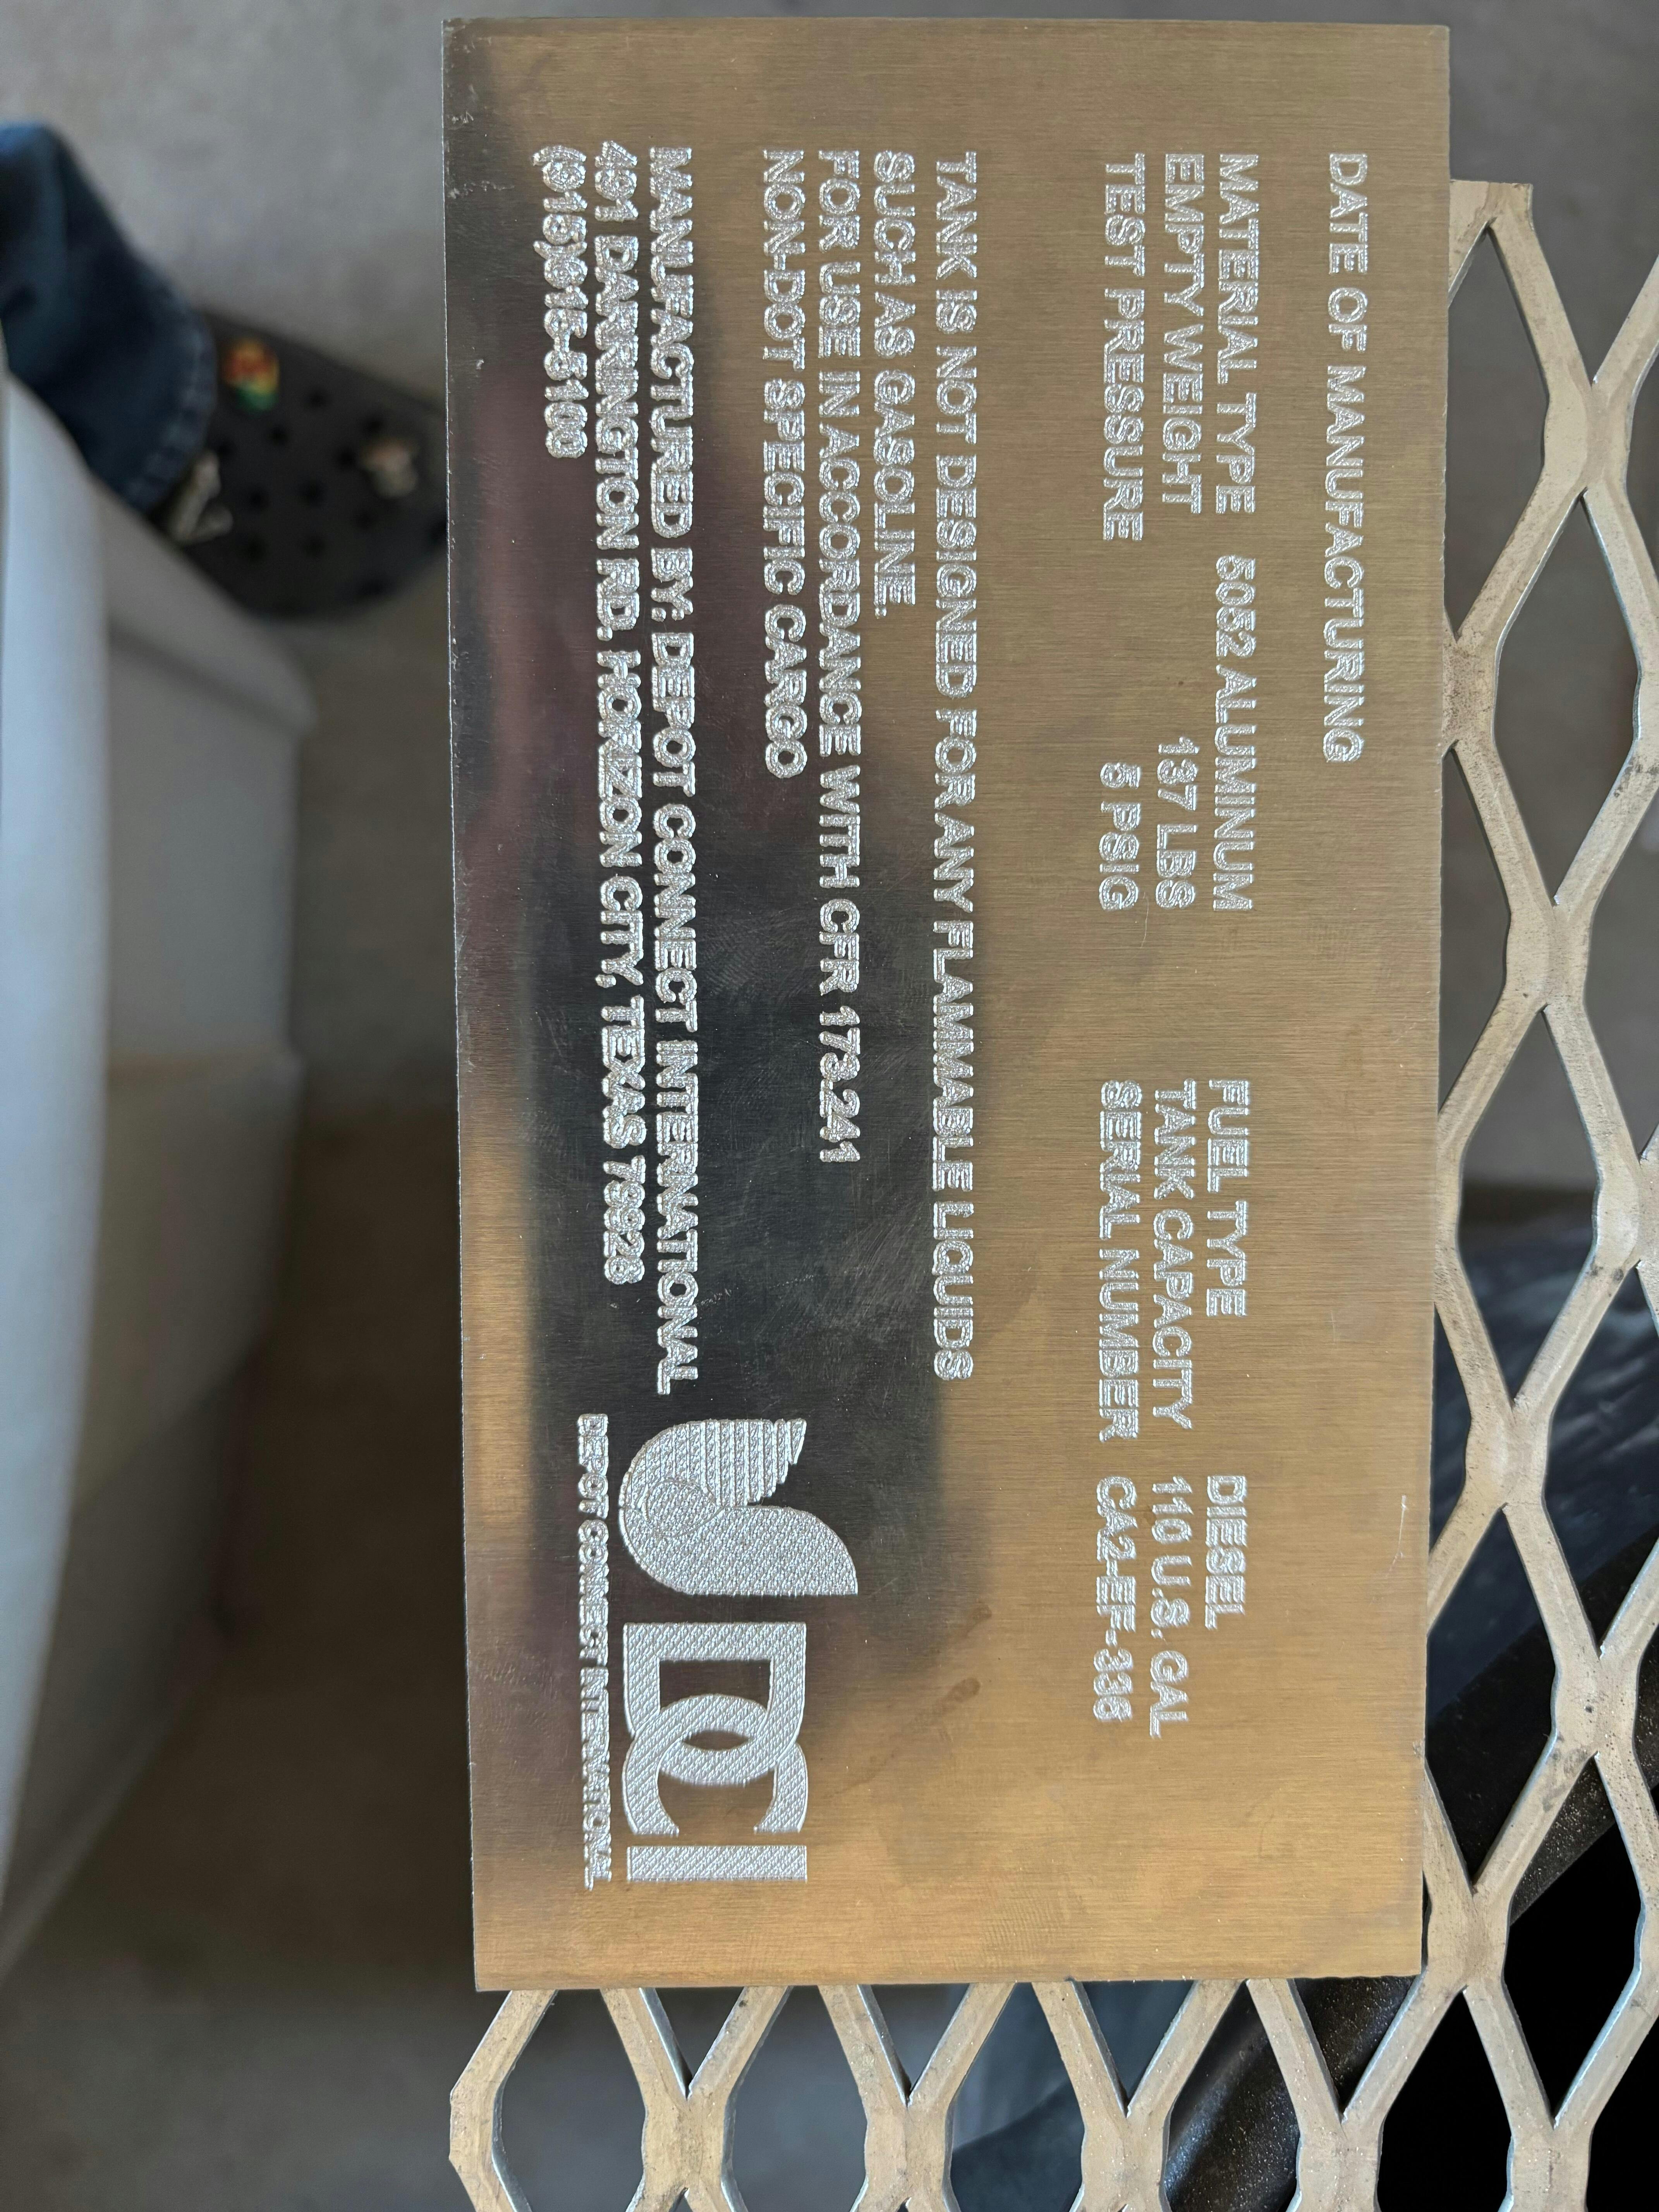 DATE OF MANUFACTURING
MATERIAL TYPE 5052 ALUMINUM FUEL TYPE DIESEL
EMPTY WEIGHT 137 LBS TANK CAPACITY 110 U.S. GAL
TEST PRESSURE 5 PSIG SERIAL NUMBER CA2-EF-336
TANK IS NOT DESIGNED FOR ANY FLAMMABLE LIQUIDS
SUCH AS GASOLINE.
FOR USE IN ACCORDANCE WITH CFR 173.241
NON-DOT SPECIFIC CARGO
MANUFACTURED BY: DEPOT CONNECT INTERNATIONAL
491 DARRINGTON RD. HORIZON CITY, TEXAS 79928
(915)615-5100
DCI
DEPOT CONNECT INTERNATIONAL